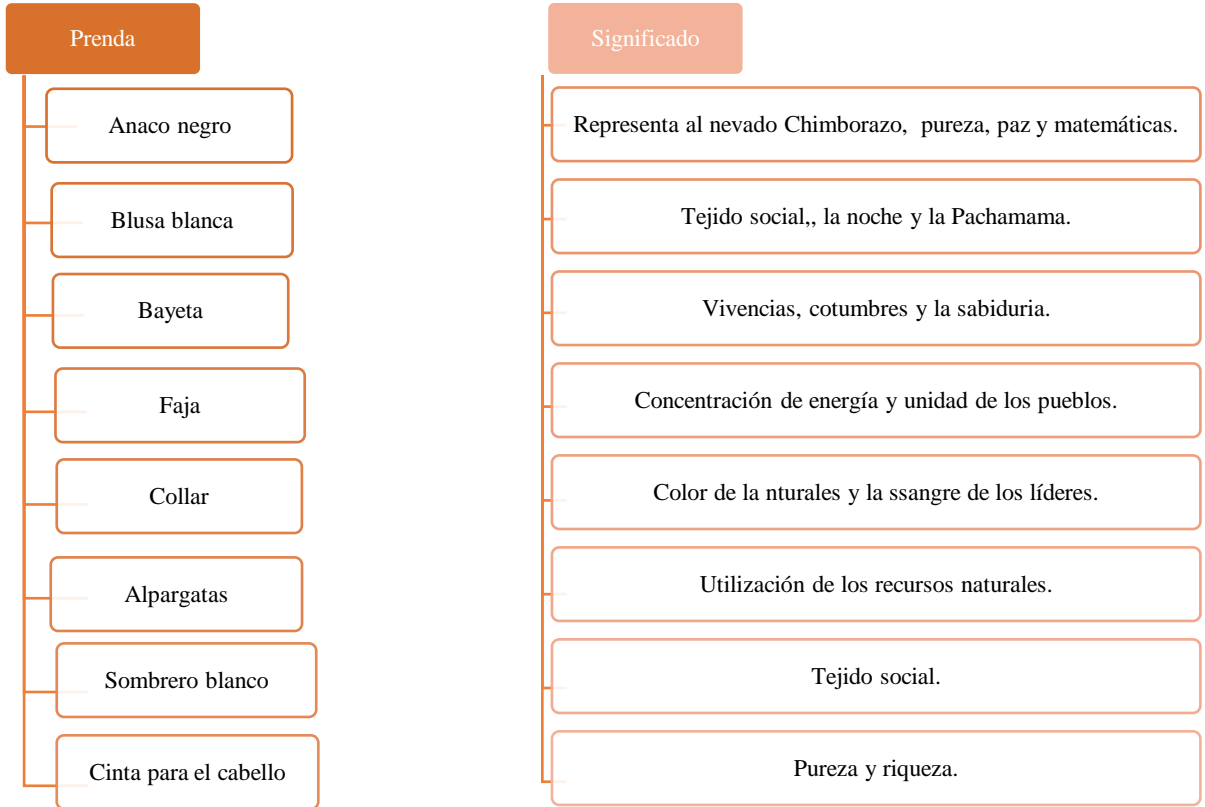 Prenda
Anaco negro
Blusa blanca
Bayeta
Faja
Collar
Alpargatas
Sombrero blanco
Cinta para el cabello
Significado
Representa al nevado Chimborazo, pureza, paz y matemáticas.
Tejido social,, la noche y la Pachamama.
Vivencias, cotumbres y la sabiduria.
Concentración de energía y unidad de los pueblos.
Color de la nturales y la ssangre de los líderes.
Utilización de los recursos naturales.
Tejido social.
Pureza y riqueza.